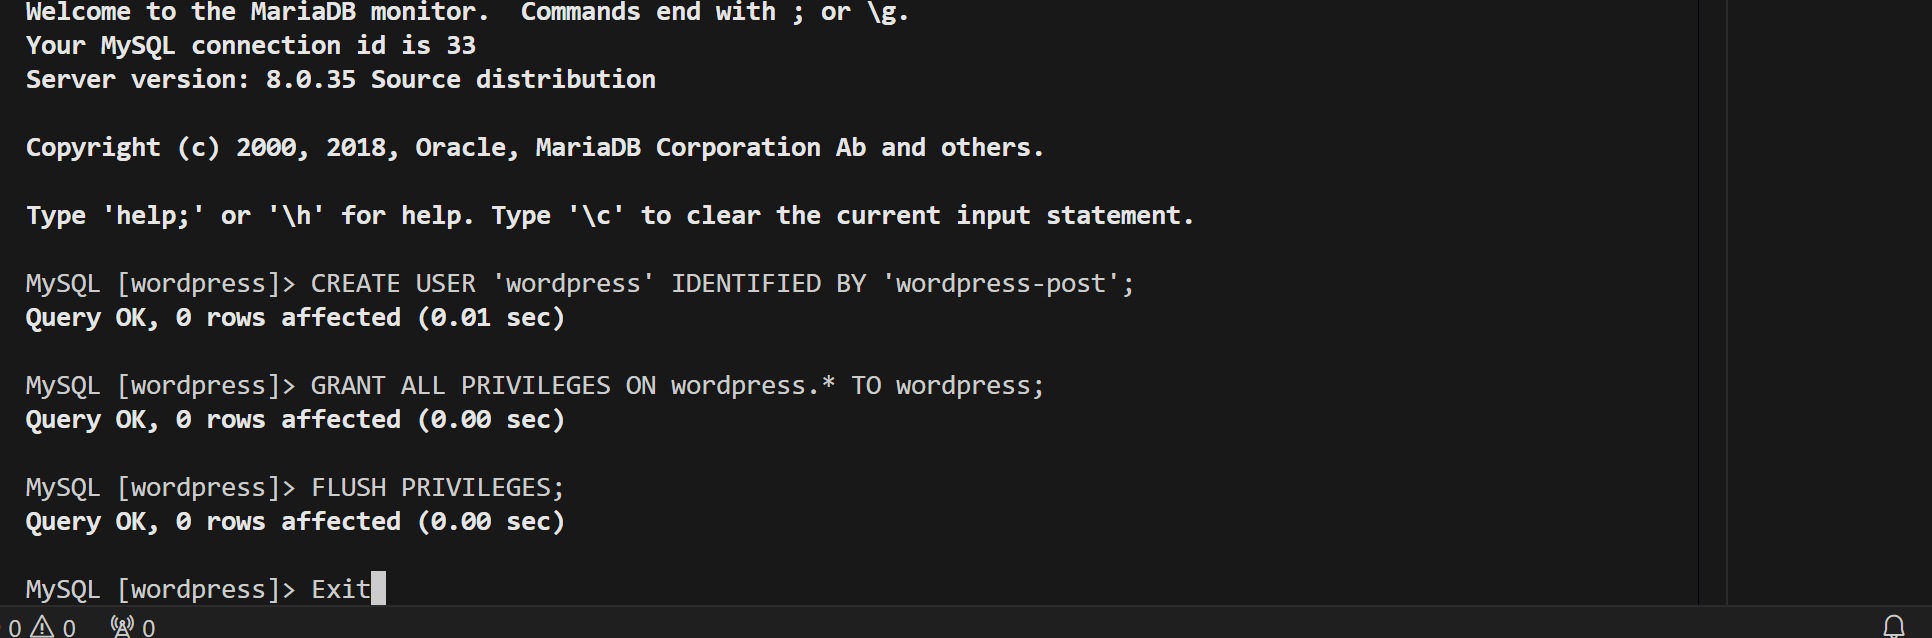 Welcome to the MariaDB monitor.  Commands end with ; or \g.
Your MySQL connection id is 33
Server version: 8.0.35 Source distribution
Copyright (c) 2000, 2018, Oracle, MariaDB Corporation Ab and others.
Type 'help;' or '\h' for help. Type '\c' to clear the current input statement.
MySQL [wordpress]> CREATE USER 'wordpress' IDENTIFIED BY 'wordpress-post';
Query OK, 0 rows affected (0.01 sec)
MySQL [wordpress]> GRANT ALL PRIVILEGES ON wordpress.* TO wordpress;
Query OK, 0 rows affected (0.00 sec)
MySQL [wordpress]> FLUSH PRIVILEGES;
Query OK, 0 rows affected (0.00 sec)
MySQL [wordpress]> Exit
0 0 0